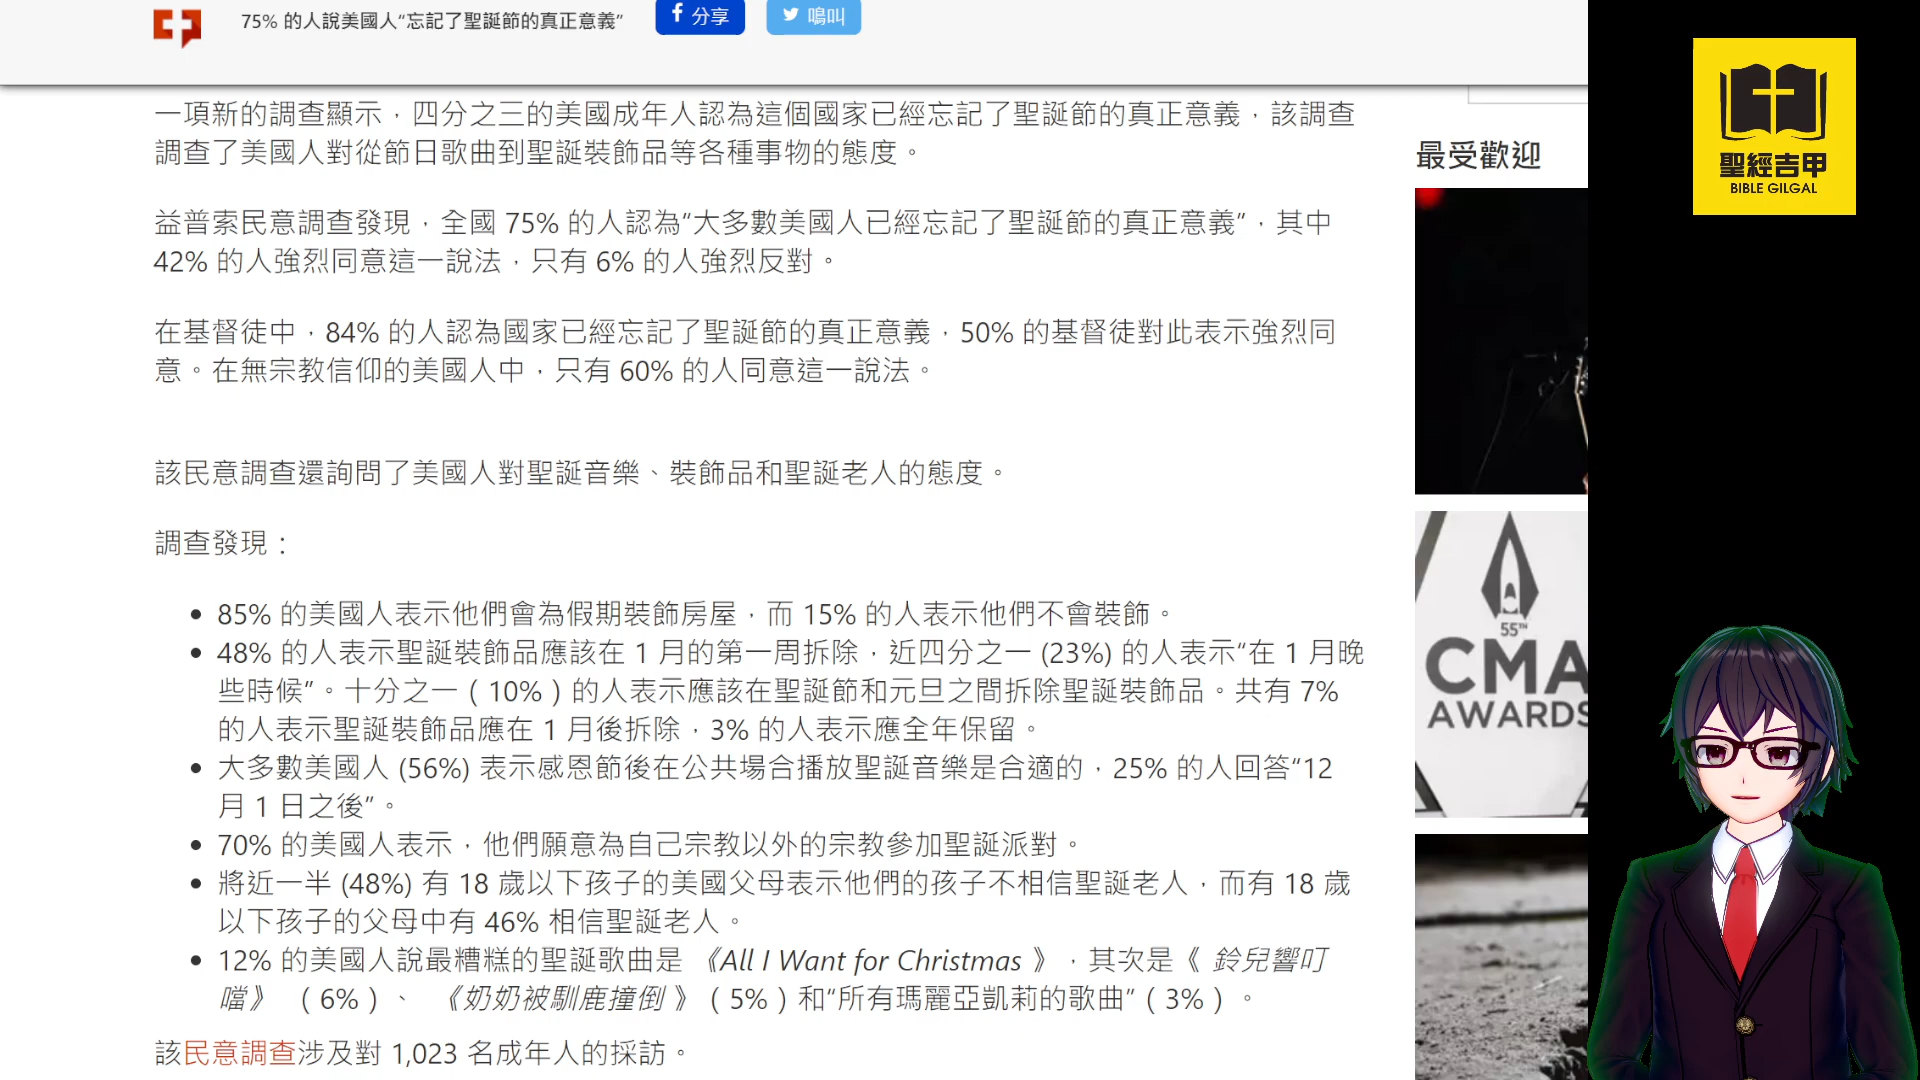 75% 的人說美國人“忘記了聖誕節的真正意義”
分享
鳴叫
一項新的調查顯示，四分之三的美國成年人認為這個國家已經忘記了聖誕節的真正意義，該調查
調查了美國人對從節日歌曲到聖誕裝飾品等各種事物的態度。
益普索民意調查發現，全國 75% 的人認為“大多數美國人已經忘記了聖誕節的真正意義”，其中
42% 的人強烈同意這一說法，只有 6% 的人強烈反對。
在基督徒中，84% 的人認為國家已經忘記了聖誕節的真正意義，50% 的基督徒對此表示強烈同
意。在無宗教信仰的美國人中，只有 60% 的人同意這一說法。
該民意調查還詢問了美國人對聖誕音樂、裝飾品和聖誕老人的態度。
調查發現：
85% 的美國人表示他們會為假期裝飾房屋，而 15% 的人表示他們不會裝飾。
48% 的人表示聖誕裝飾品應該在 1 月的第一周拆除，近四分之一 (23%) 的人表示“在 1 月晚
些時候”。十分之一（10%）的人表示應該在聖誕節和元旦之間拆除聖誕裝飾品。共有 7%
的人表示聖誕裝飾品應在 1 月後拆除，3% 的人表示應全年保留。
大多數美國人 (56%) 表示感恩節後在公共場合播放聖誕音樂是合適的，25% 的人回答“12
月 1 日之後”。
70% 的美國人表示，他們願意為自己宗教以外的宗教參加聖誕派對。
將近一半 (48%) 有 18 歲以下孩子的美國父母表示他們的孩子不相信聖誕老人，而有 18 歲
以下孩子的父母中有 46% 相信聖誕老人。
12% 的美國人說最糟糕的聖誕歌曲是 《All I Want for Christmas 》，其次是《 鈴兒響叮
噹》 （6%）、 《奶奶被馴鹿撞倒 》（5%）和“所有瑪麗亞凱莉的歌曲”（3%）。
該民意調查涉及對 1,023 名成年人的採訪。
最受歡迎
55™
CMA
AWARDS
聖經吉甲
BIBLE GILGAL